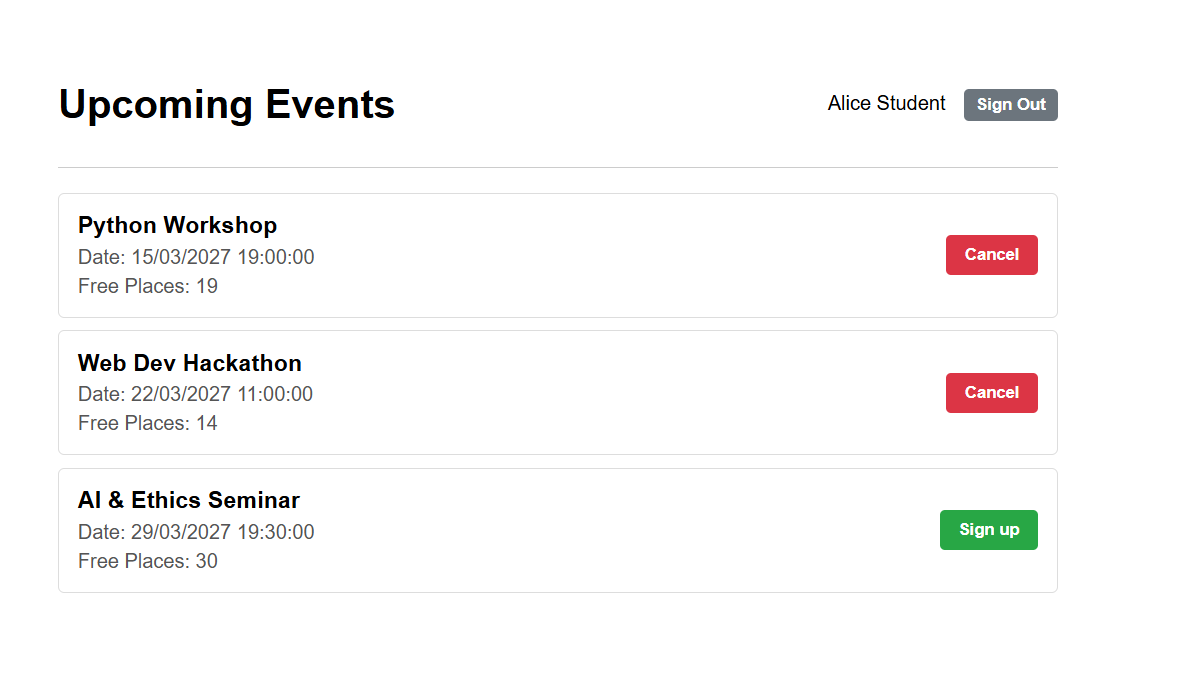 Upcoming Events
Alice Student
Sign Out
Python Workshop
Date: 15/03/2027 19:00:00
Free Places: 19
Cancel
Web Dev Hackathon
Date: 22/03/2027 11:00:00
Free Places: 14
Cancel
AI & Ethics Seminar
Date: 29/03/2027 19:30:00
Free Places: 30
Sign up